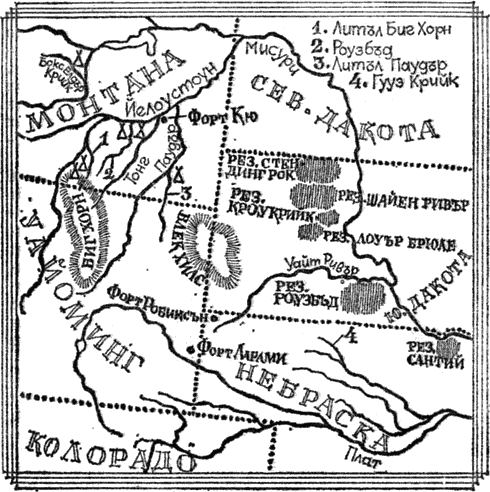 1. Литъл Биг Хорн
2. Роузбъд
3. Литъл Паудър
4. Гууз Крийк
Мисури
Боксълдър
Крийк
МОНТАНА
Йелоустоун
СЕВ. ДАКОТА
Форт Кю
1
2
Тонг
Паудър
3
РЕЗ. СТЕН-
ДИНГ РОК
РЕЗ. ШАЙЕН РИВЪР
РЕЗ.
КРОУ КРИЙК
РЕЗ. ЛОУЪР БРЮЛЕ
БИГ ХОРН
БЛЕК ХИЛС
УАЙОМИНГ
Уайт Ривър
РЕЗ.
РОУЗБЪД
Ю. ДАКОТА
Форт Робинсън
4
РЕЗ.
САНТИЙ
Форт Ларами
НЕБРАСКА
КОЛОРАДО
Плат